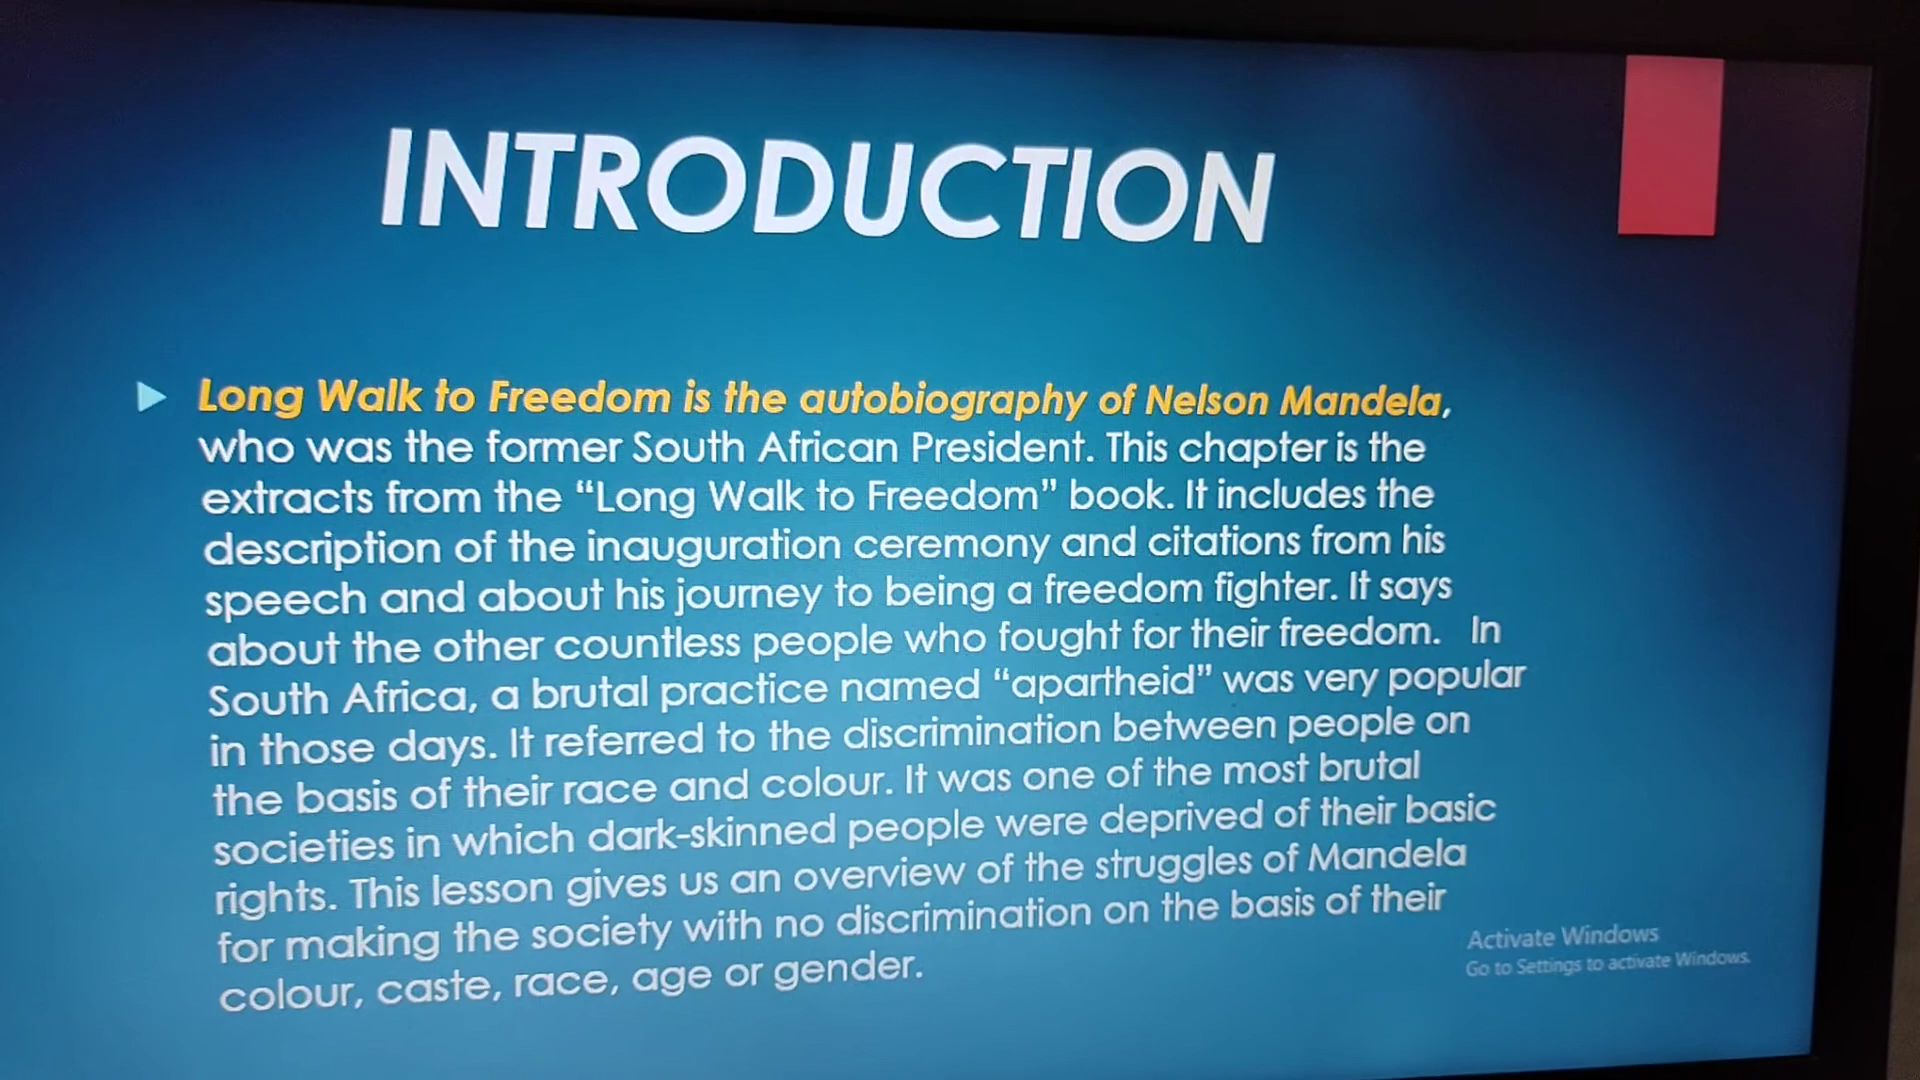 INTRODUCTION
Long Walk to Freedom is the autobiography of Nelson Mandela,
who was the former South African President. This chapter is the
extracts from the “Long Walk to Freedom” book. It includes the
description of the inauguration ceremony and citations from his
speech and about his journey to being a freedom fighter. It says
about the other countless people who fought for their freedom. In
South Africa, a brutal practice named “apartheid” was very popular
in those days. It referred to the discrimination between people on
the basis of their race and colour. It was one of the most brutal
societies in which dark-skinned people were deprived of their basic
rights. This lesson gives us an overview of the struggles of Mandela
for making the society with no discrimination on the basis of their
colour, caste, race, age or gender.
Activate Windows
Go to Settings to activate Windows.